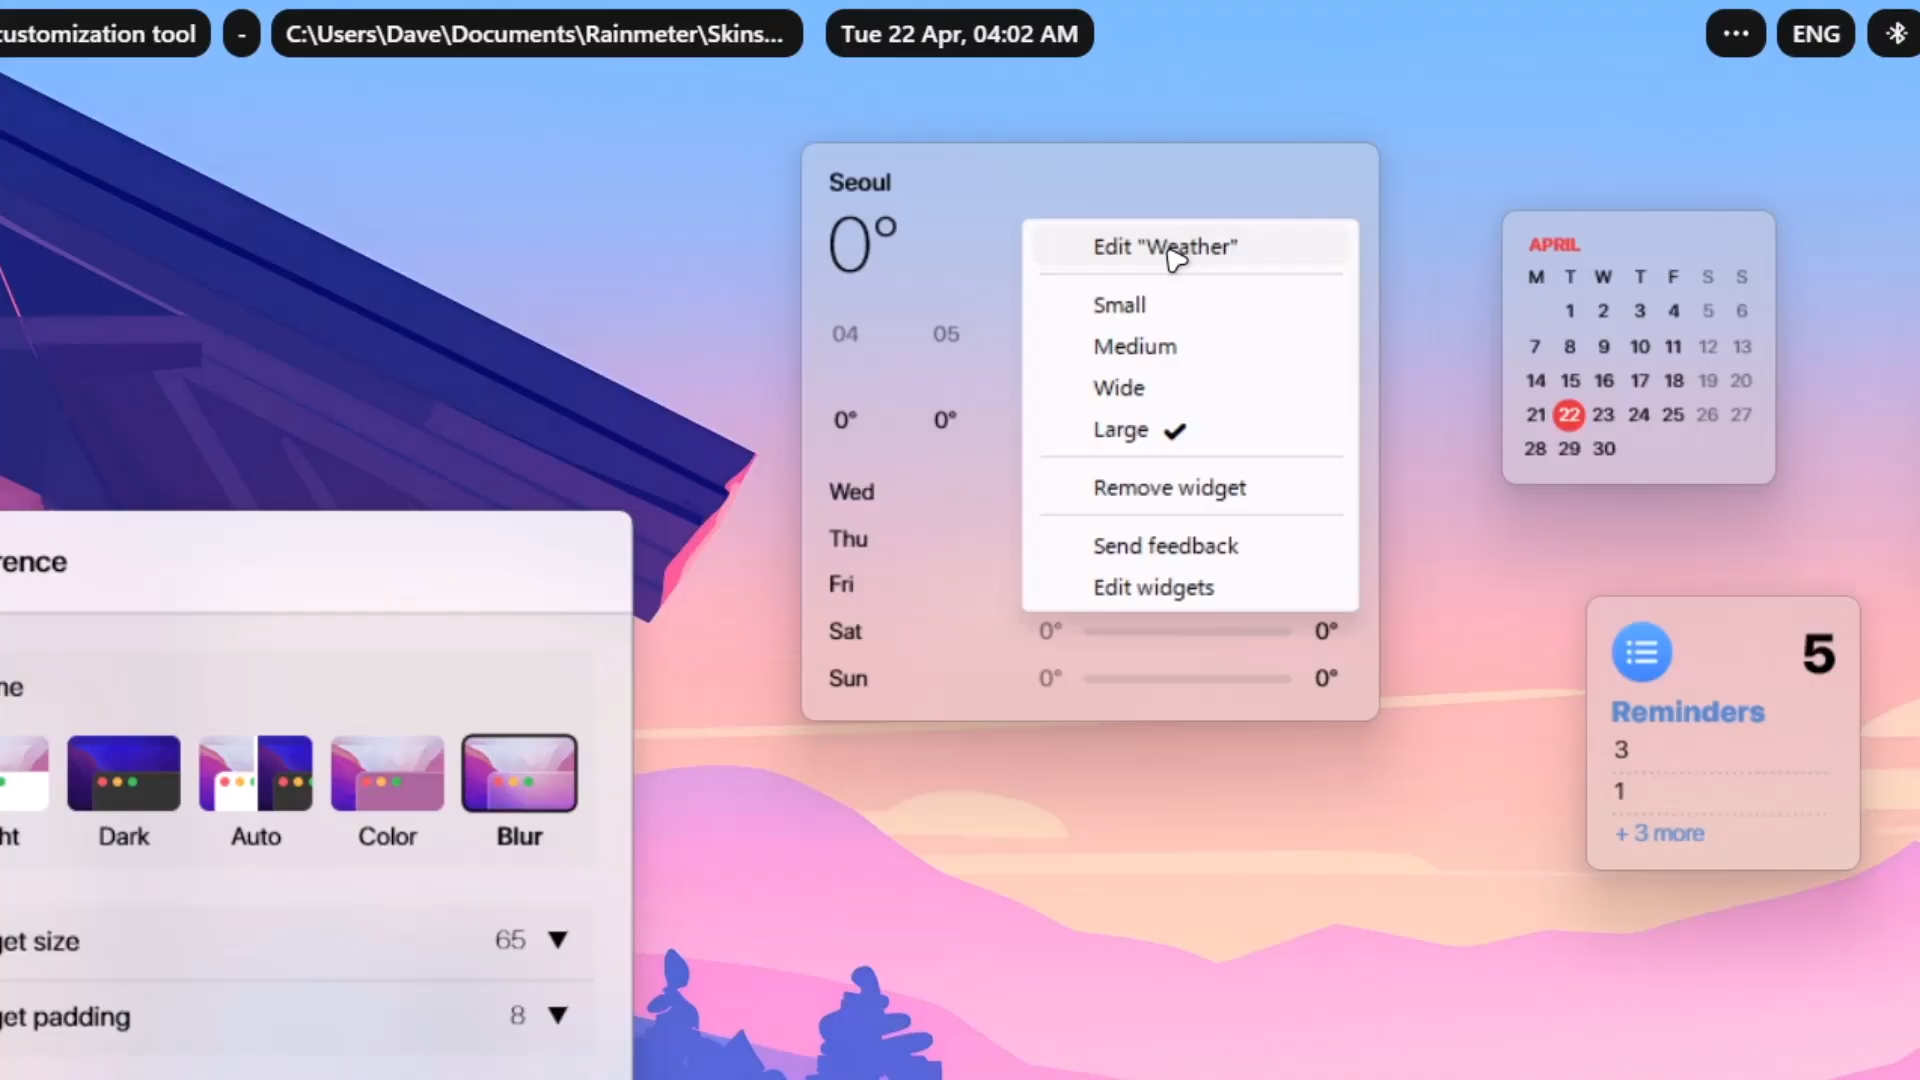 customization tool
-
C:\Users\Dave\Documents\Rainmeter\Skins...
Tue 22 Apr, 04:02 AM
ENG
Seoul
0°
04 05
0° 0°
Wed
Thu
Fri
Sat 0° 0°
Sun 0° 0°
Edit "Weather"
Small
Medium
Wide
Large
Remove widget
Send feedback
Edit widgets
APRIL
M T W T F S S
1 2 3 4 5 6
7 8 9 10 11 12 13
14 15 16 17 18 19 20
21 22 23 24 25 26 27
28 29 30
5
Reminders
3
1
+ 3 more
rence
me
ht Dark Auto Color Blur
get size 65
get padding 8